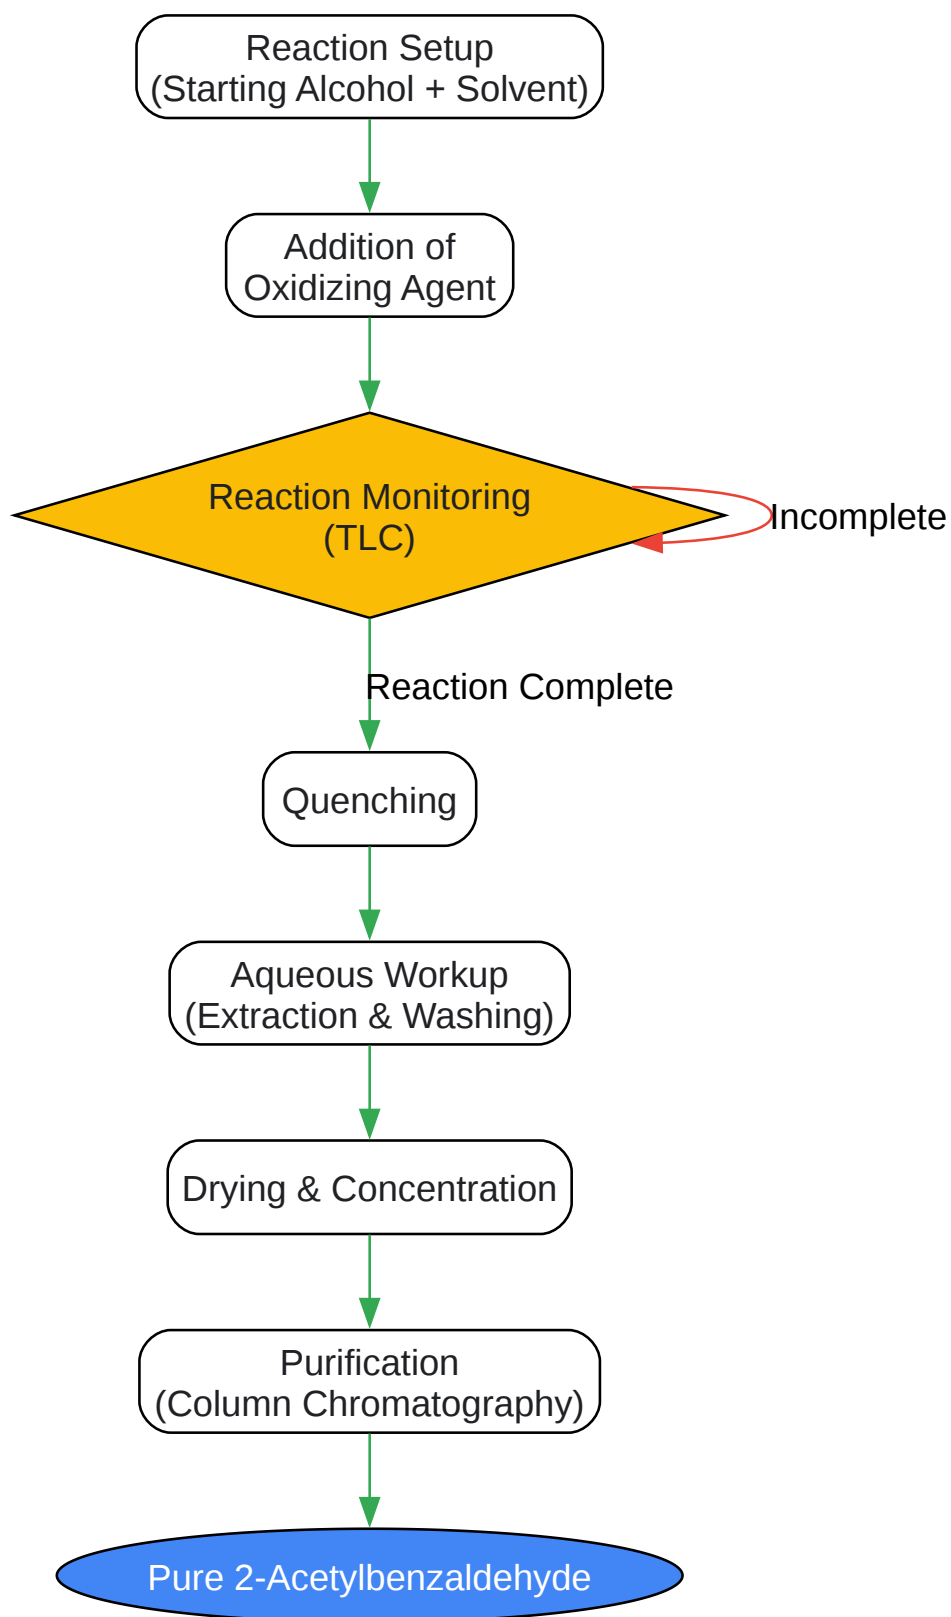 Reaction Setup
(Starting Alcohol + Solvent)
Addition of
Oxidizing Agent
Reaction Monitoring
(TLC)
Incomplete
Reaction Complete
Quenching
Aqueous Workup
(Extraction & Washing)
Drying & Concentration
Purification
(Column Chromatography)
Pure 2-Acetylbenzaldehyde